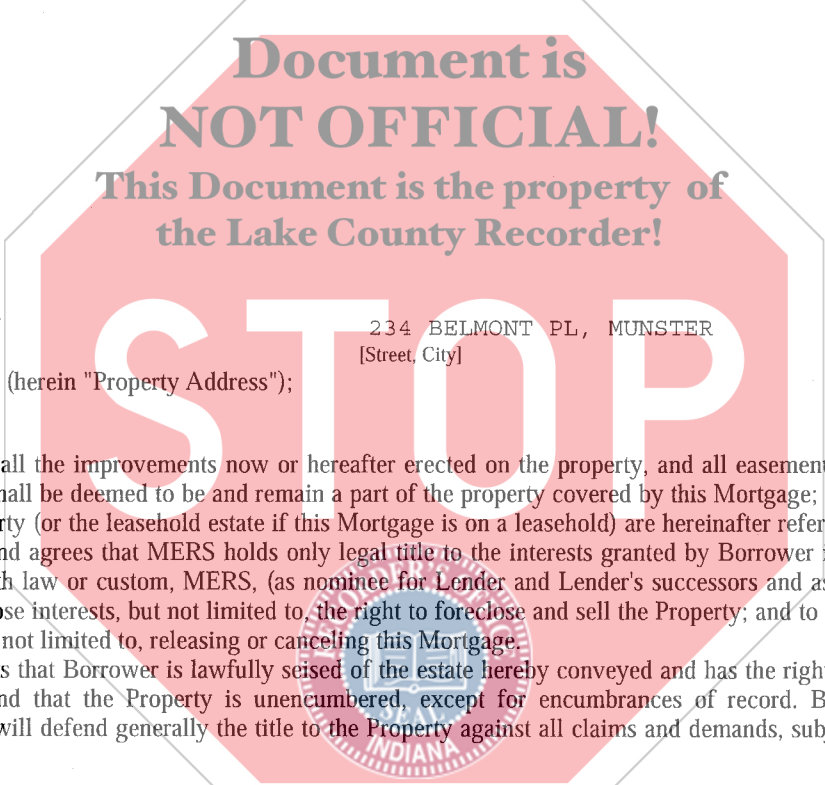 Document is
NOT OFFICIAL!
This Document is the property of
the Lake County Recorder!
STOP
234 BELMONT PL, MUNSTER
[Street, City]
(herein "Property Address");
all the improvements now or hereafter erected on the property, and all easement
hall be deemed to be and remain a part of the property covered by this Mortgage;
rty (or the leasehold estate if this Mortgage is on a leasehold) are hereinafter refer
nd agrees that MERS holds only legal title to the interests granted by Borrower
h law or custom, MERS, (as nominee for Lender and Lender's successors and as
ose interests, but not limited to, the right to foreclose and sell the Property; and to
not limited to, releasing or canceling this Mortgage.
s that Borrower is lawfully seised of the estate hereby conveyed and has the right
nd that the Property is unencumbered, except for encumbrances of record. B
will defend generally the title to the Property against all claims and demands, sub
SEAL
INDIANA